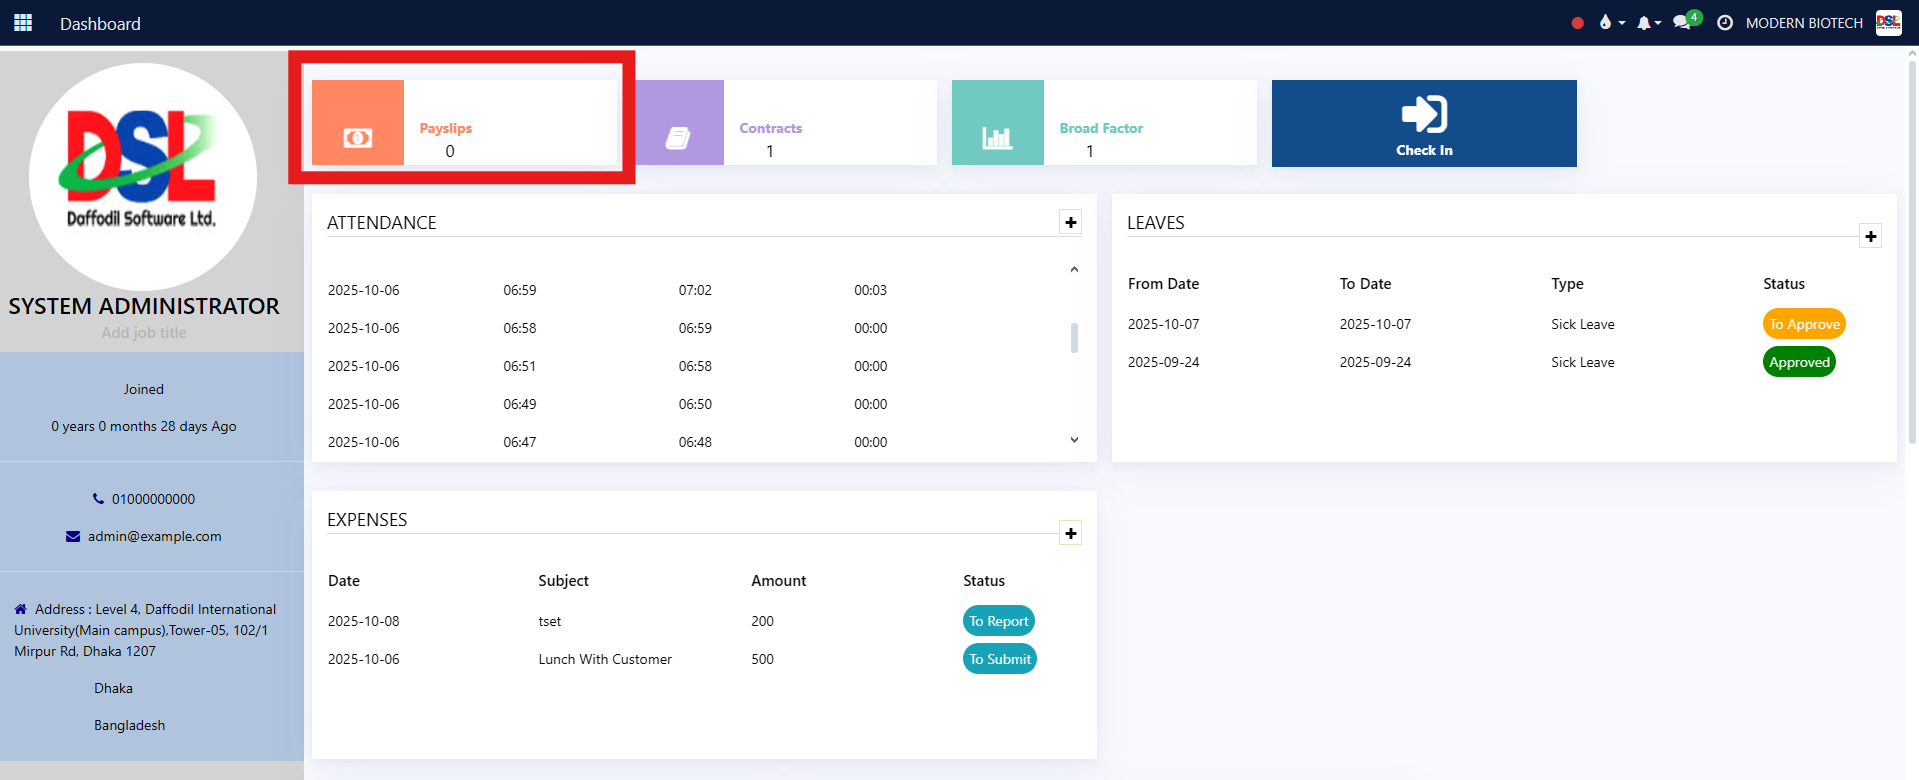 Dashboard
4
MODERN BIOTECH
DSL
DSL
Daffodil Software Ltd.
SYSTEM ADMINISTRATOR
Add job title
Joined
0 years 0 months 28 days Ago
01000000000
admin@example.com
Address : Level 4, Daffodil International
University(Main campus),Tower-05, 102/1
Mirpur Rd, Dhaka 1207
Dhaka
Bangladesh
Payslips
0
Contracts
1
Broad Factor
1
Check In
ATTENDANCE
2025-10-06 06:59 07:02 00:03
2025-10-06 06:58 06:59 00:00
2025-10-06 06:51 06:58 00:00
2025-10-06 06:49 06:50 00:00
2025-10-06 06:47 06:48 00:00
LEAVES
From Date To Date Type Status
2025-10-07 2025-10-07 Sick Leave To Approve
2025-09-24 2025-09-24 Sick Leave Approved
EXPENSES
Date Subject Amount Status
2025-10-08 tset 200 To Report
2025-10-06 Lunch With Customer 500 To Submit